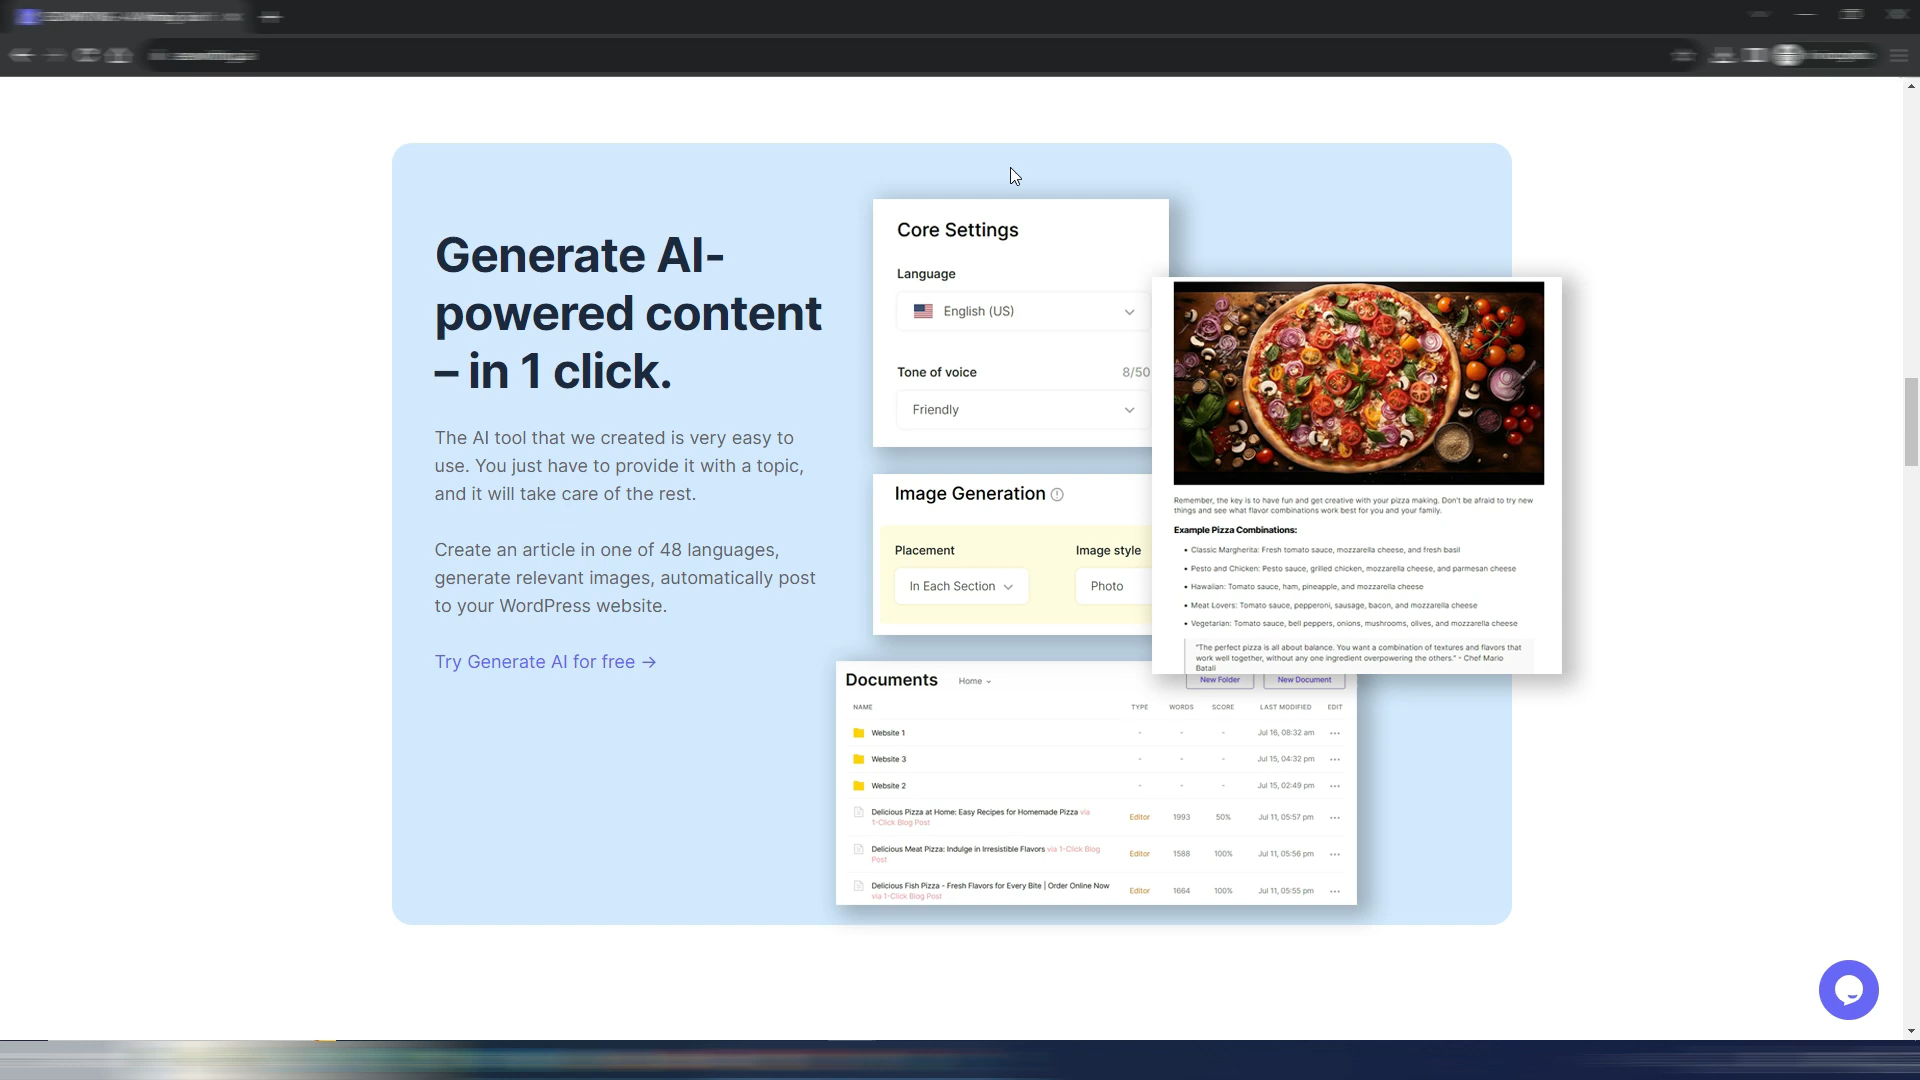 Generate AI-
powered content
– in 1 click.
The AI tool that we created is very easy to
use. You just have to provide it with a topic,
and it will take care of the rest.
Create an article in one of 48 languages,
generate relevant images, automatically post
to your WordPress website.
Try Generate AI for free →
Core Settings
Language
English (US)
Tone of voice 8/50
Friendly
Image Generation
Placement Image style
In Each Section Photo
Remember, the key is to have fun and get creative with your pizza making. Don't be afraid to try new
things and see what flavor combinations work best for you and your family.
Example Pizza Combinations:
• Classic Margherita: Fresh tomato sauce, mozzarella cheese, and fresh basil
• Pesto and Chicken: Pesto sauce, grilled chicken, mozzarella cheese, and parmesan cheese
• Hawaiian: Tomato sauce, ham, pineapple, and mozzarella cheese
• Meat Lovers: Tomato sauce, pepperoni, sausage, bacon, and mozzarella cheese
• Vegetarian: Tomato sauce, bell peppers, onions, mushrooms, olives, and mozzarella cheese
"The perfect pizza is all about balance. You want a combination of textures and flavors that
work well together, without any one ingredient overpowering the others." - Chef Mario
Batali
Documents Home New Folder New Document
NAME TYPE WORDS SCORE LAST MODIFIED EDIT
Website 1 - - - Jul 16, 08:32 am ...
Website 3 - - - Jul 15, 04:32 pm ...
Website 2 - - - Jul 15, 02:49 pm ...
Delicious Pizza at Home: Easy Recipes for Homemade Pizza via
1-Click Blog Post Editor 1993 50% Jul 11, 05:57 pm ...
Delicious Meat Pizza: Indulge in Irresistible Flavors via 1-Click Blog
Post Editor 1588 100% Jul 11, 05:56 pm ...
Delicious Fish Pizza - Fresh Flavors for Every Bite | Order Online Now
via 1-Click Blog Post Editor 1664 100% Jul 11, 05:55 pm ...